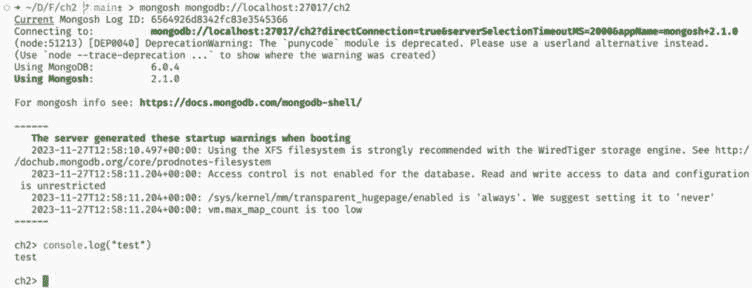 ➜ ~/D/F/ch2 main± > mongosh mongodb://localhost:27017/ch2
Current Mongosh Log ID: 6564926d8342fc83e3545366
Connecting to: mongodb://localhost:27017/ch2?directConnection=true&serverSelectionTimeoutMS=2000&appName=mongosh+2.1.0
(node:51213) [DEP0040] DeprecationWarning: The `punycode` module is deprecated. Please use a userland alternative instead.
(Use `node --trace-deprecation ...` to show where the warning was created)
Using MongoDB: 6.0.4
Using Mongosh: 2.1.0
For mongosh info see: https://docs.mongodb.com/mongodb-shell/
------
The server generated these startup warnings when booting
2023-11-27T12:58:10.497+00:00: Using the XFS filesystem is strongly recommended with the WiredTiger storage engine. See http:/
/dochub.mongodb.org/core/prodnotes-filesystem
2023-11-27T12:58:11.204+00:00: Access control is not enabled for the database. Read and write access to data and configuration
is unrestricted
2023-11-27T12:58:11.204+00:00: /sys/kernel/mm/transparent_hugepage/enabled is 'always'. We suggest setting it to 'never'
2023-11-27T12:58:11.204+00:00: vm.max_map_count is too low
------
ch2> console.log("test")
test
ch2>